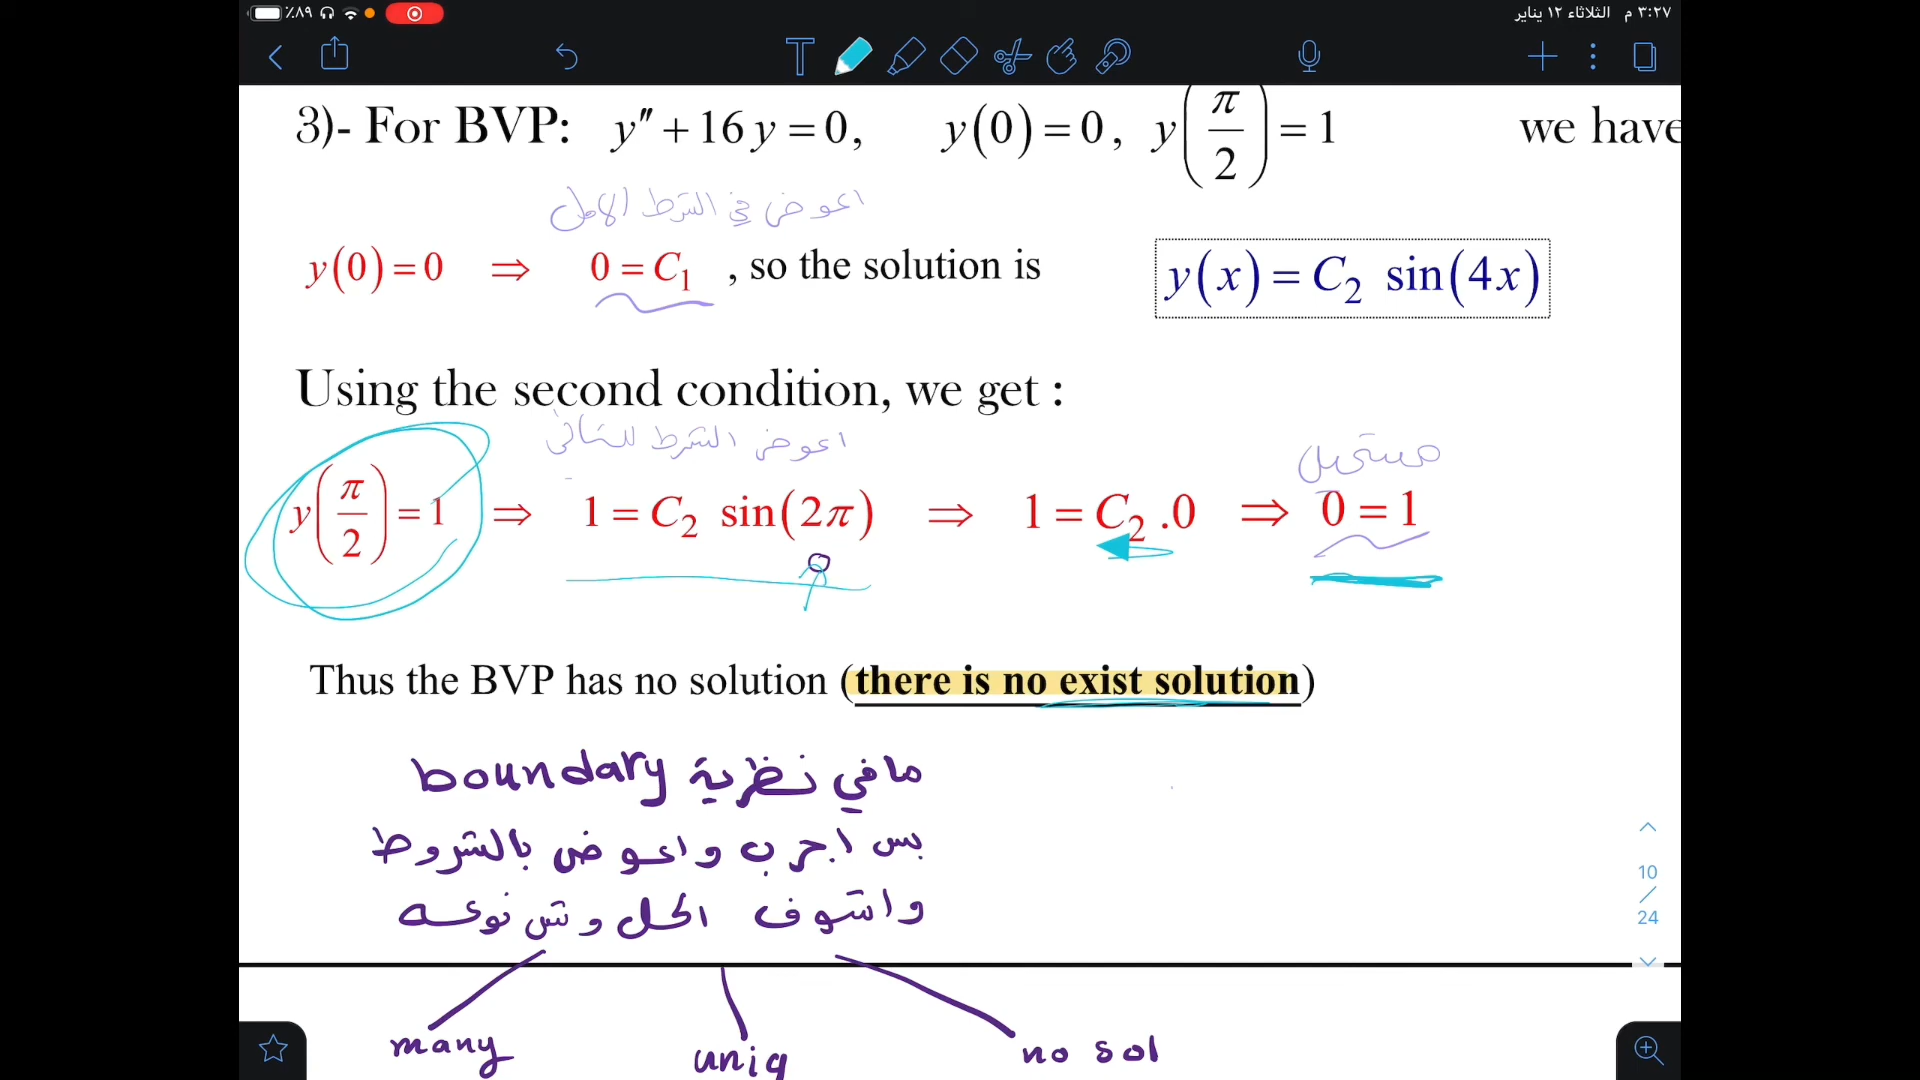 ٪٨٩
٣:٢٧ م الثلاثاء ١٢ يناير
T
3)- For BVP: y″ + 16 y = 0, y(0) = 0, y(π/2) = 1 we have
اعوض في الشرط الاول
y(0) = 0 ⇒ 0 = C₁ , so the solution is y(x) = C₂ sin(4x)
Using the second condition, we get :
اعوض الشرط الثاني
مستحيل
y(π/2) = 1 ⇒ 1 = C₂ sin(2π) ⇒ 1 = C₂ .0 ⇒ 0 = 1
Thus the BVP has no solution (there is no exist solution)
مافي نظرية boundary
بس اجرب واعوض بالشروط
واشوف الحل وش نوعه
10
/
24
many uniq no sol